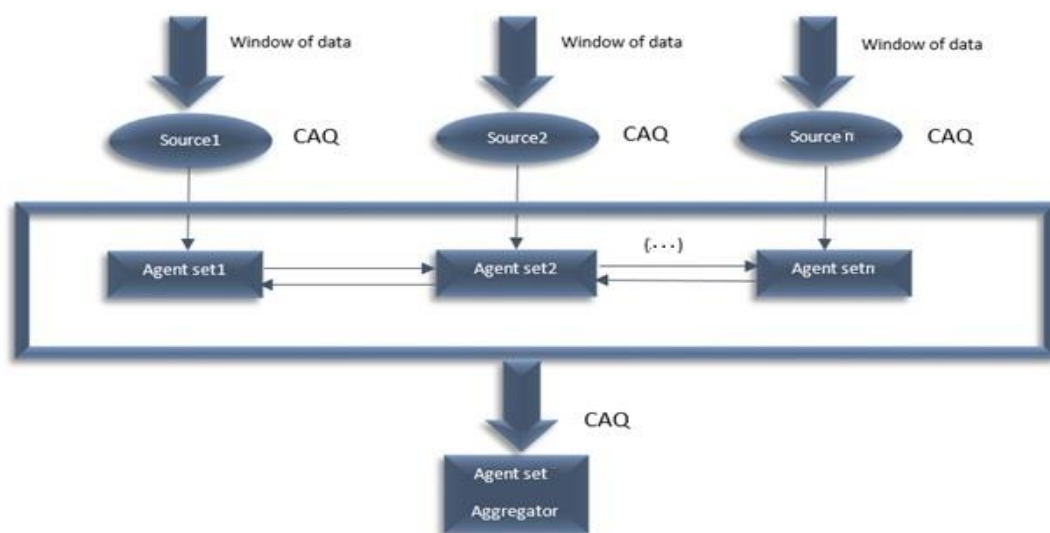 Window of data
Window of data
Window of data
Source1
CAQ
Source2
CAQ
Source n
CAQ
{...}
Agent set1
Agent set2
Agent setn
CAQ
Agent set
Aggregator